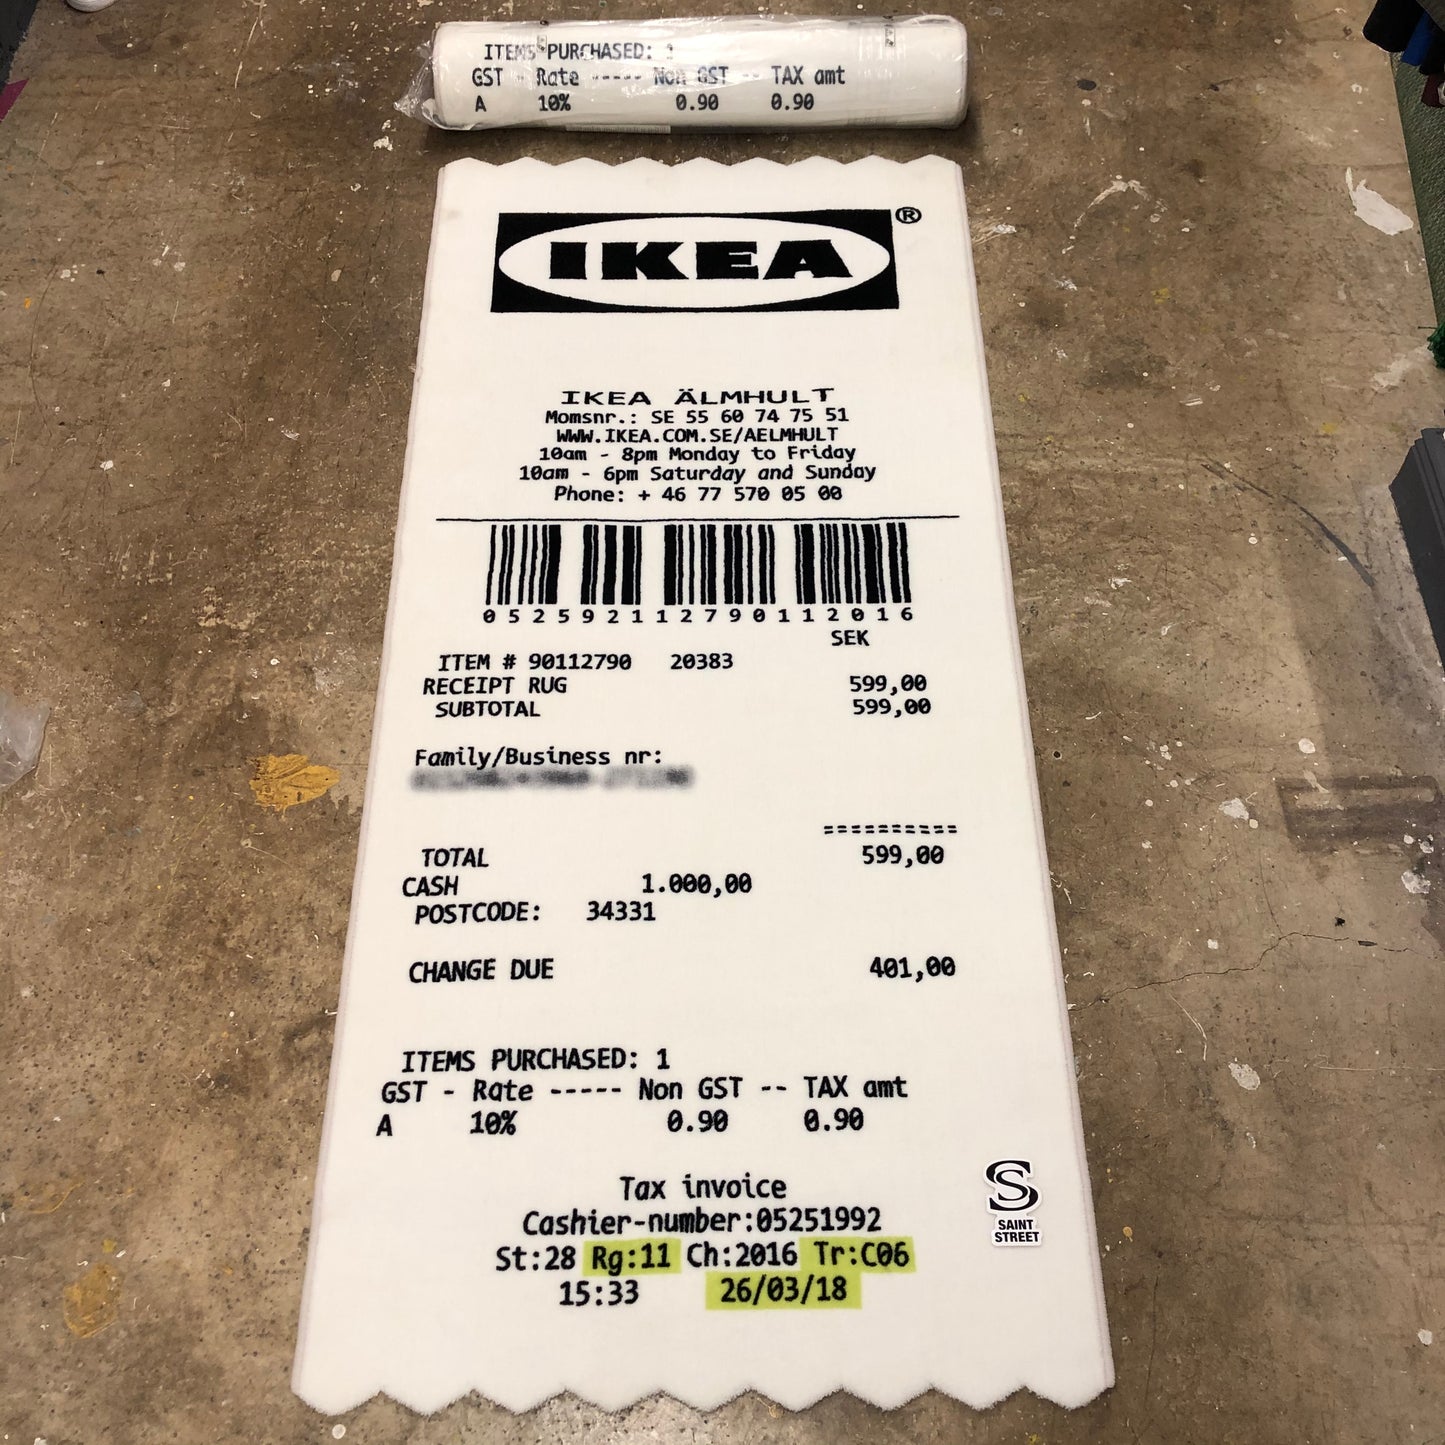 ITEMS PURCHASED: 1
GST - Rate ----- Non GST -- TAX amt
A 10% 0.90 0.90
IKEA ®
IKEA ÄLMHULT
Momsnr.: SE 55 60 74 75 51
WWW.IKEA.COM.SE/AELMHULT
10am - 8pm Monday to Friday
10am - 6pm Saturday and Sunday
Phone: + 46 77 570 05 00
052592112790112016
SEK
ITEM # 90112790 20383
RECEIPT RUG 599,00
SUBTOTAL 599,00
Family/Business nr:
==========
TOTAL 599,00
CASH 1.000,00
POSTCODE: 34331
CHANGE DUE 401,00
ITEMS PURCHASED: 1
GST - Rate ----- Non GST -- TAX amt
A 10% 0.90 0.90
Tax invoice
Cashier-number:05251992
St:28 Rg:11 Ch:2016 Tr:C06
15:33 26/03/18
S
SAINT
STREET